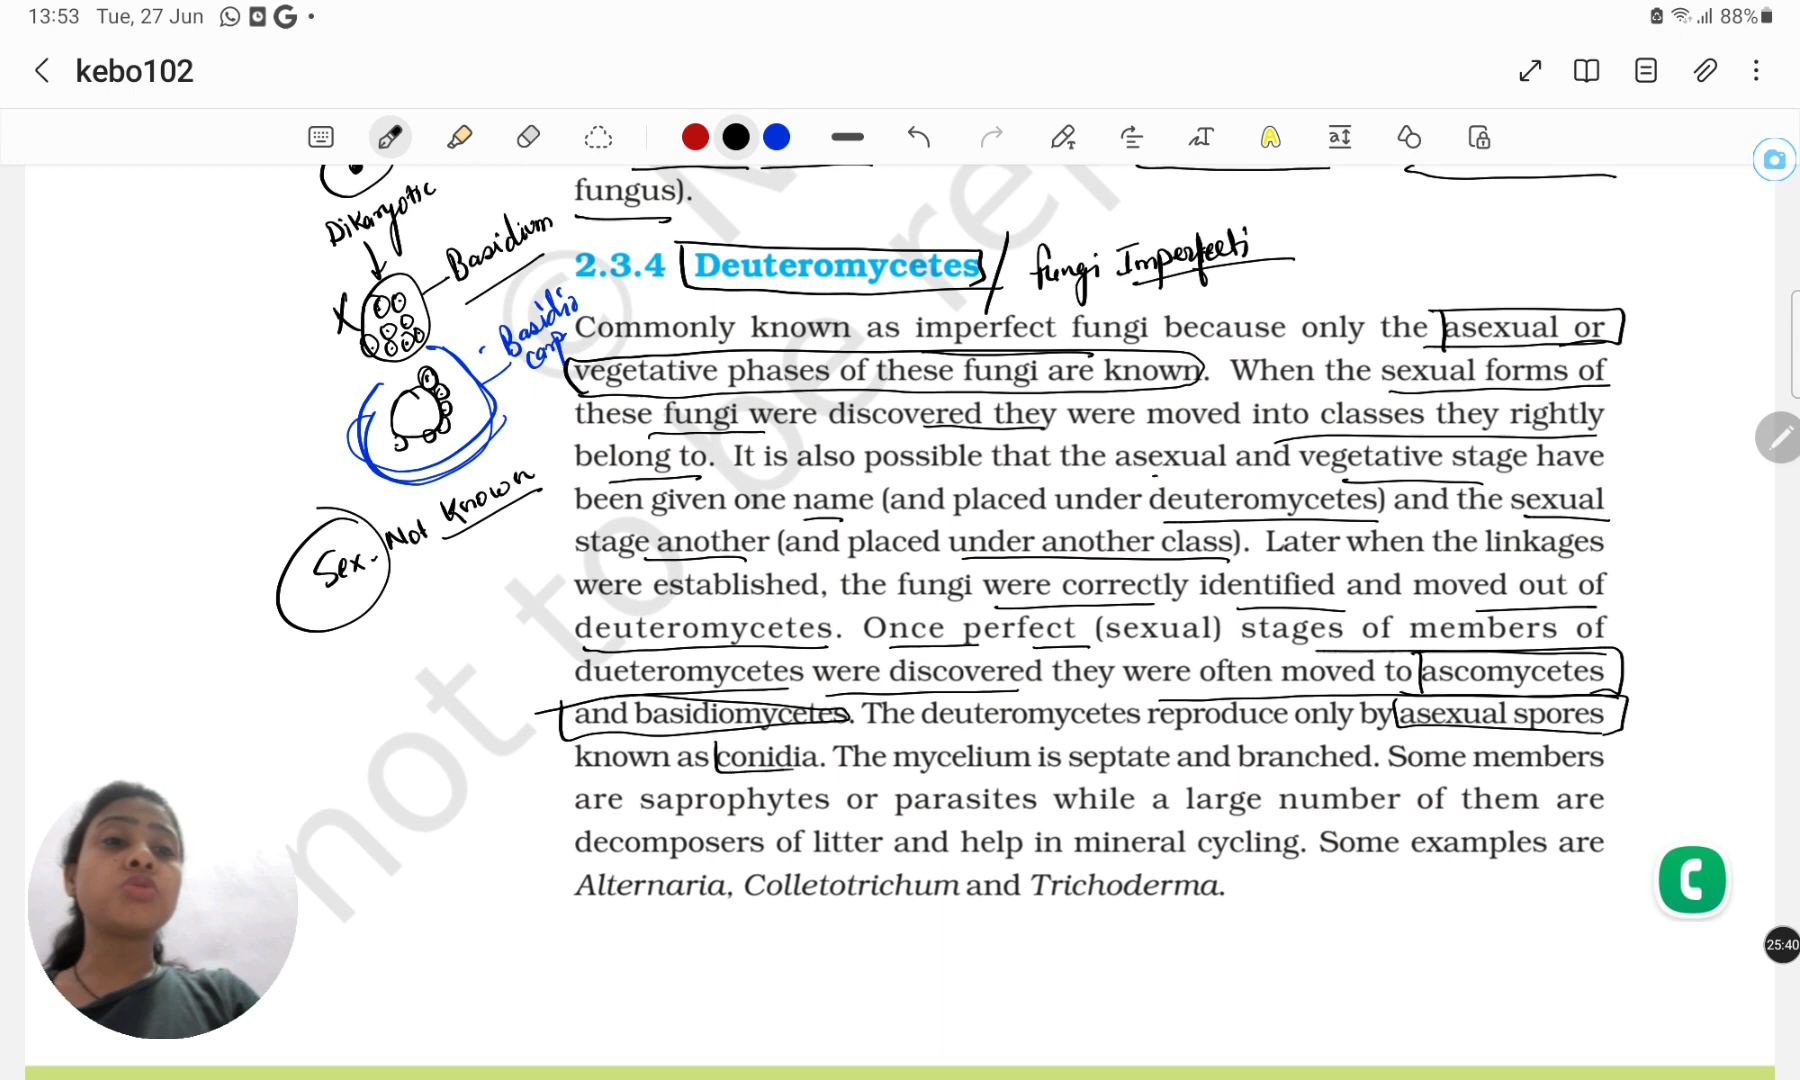 13:53 Tue, 27 Jun
88%
kebo102
Dikaryotic
Basidium
Basidio
carp
Sex. Not Known
fungus).
2.3.4 Deuteromycetes / fungi Imperfecti
Commonly known as imperfect fungi because only the asexual or
vegetative phases of these fungi are known. When the sexual forms of
these fungi were discovered they were moved into classes they rightly
belong to. It is also possible that the asexual and vegetative stage have
been given one name (and placed under deuteromycetes) and the sexual
stage another (and placed under another class). Later when the linkages
were established, the fungi were correctly identified and moved out of
deuteromycetes. Once perfect (sexual) stages of members of
dueteromycetes were discovered they were often moved to ascomycetes
and basidiomycetes. The deuteromycetes reproduce only by asexual spores
known as conidia. The mycelium is septate and branched. Some members
are saprophytes or parasites while a large number of them are
decomposers of litter and help in mineral cycling. Some examples are
Alternaria, Colletotrichum and Trichoderma.
© N
not to be re
25:40